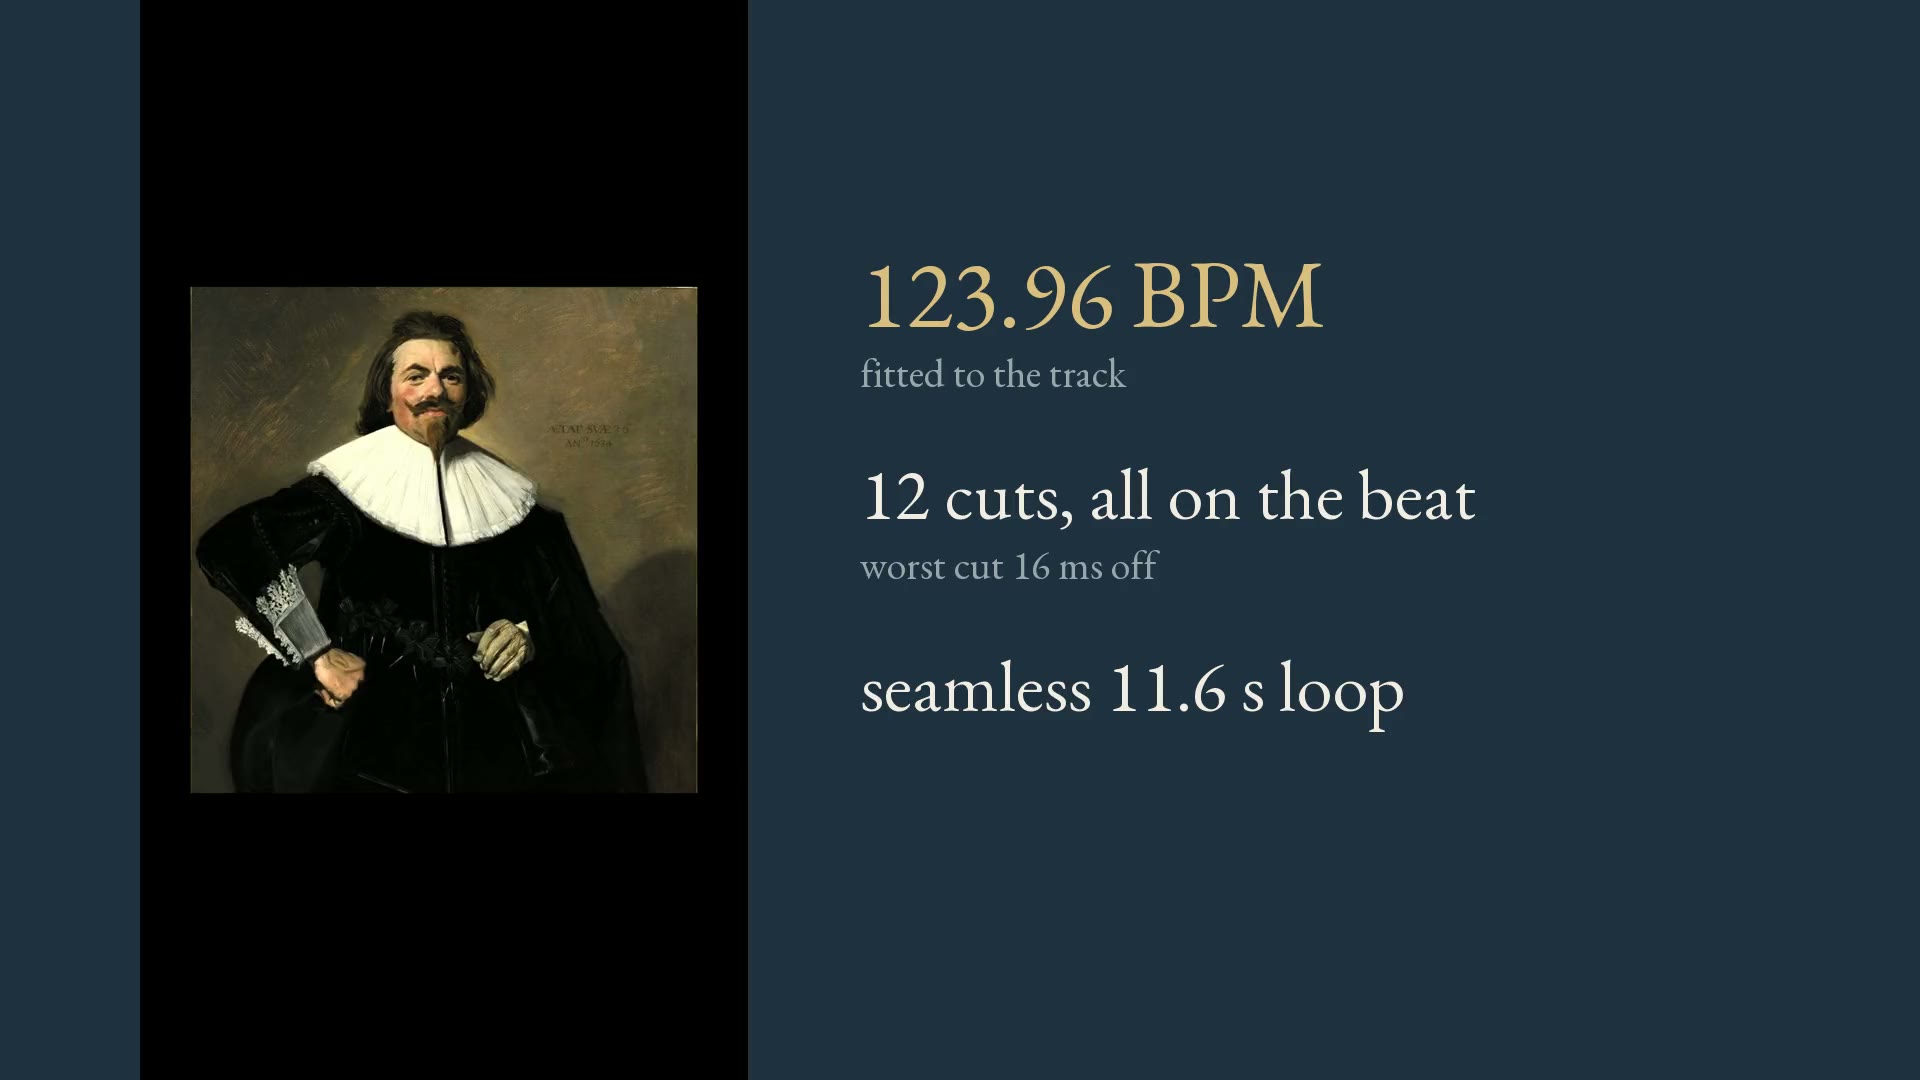 123.96 BPM
fitted to the track
12 cuts, all on the beat
worst cut 16 ms off
seamless 11.6 s loop